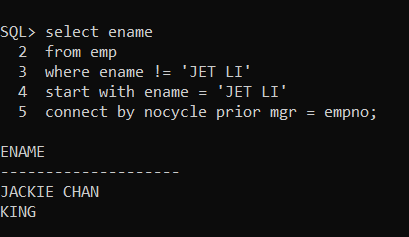 SQL> select ename
2 from emp
3 where ename != 'JET LI'
4 start with ename = 'JET LI'
5 connect by nocycle prior mgr = empno;
ENAME
--------------------
JACKIE CHAN
KING